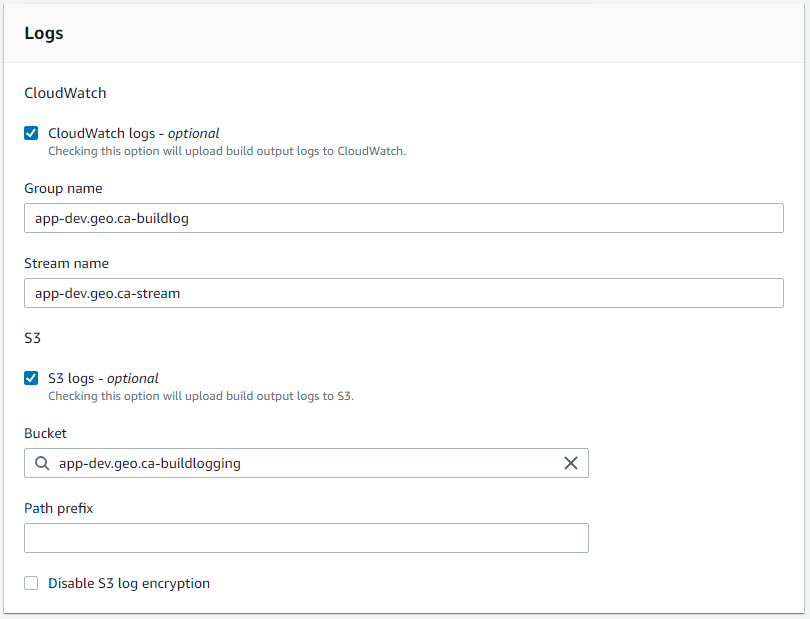 Logs
CloudWatch
CloudWatch logs - optional
Checking this option will upload build output logs to CloudWatch.
Group name
app-dev.geo.ca-buildlog
Stream name
app-dev.geo.ca-stream
S3
S3 logs - optional
Checking this option will upload build output logs to S3.
Bucket
app-dev.geo.ca-buildlogging
Path prefix
Disable S3 log encryption